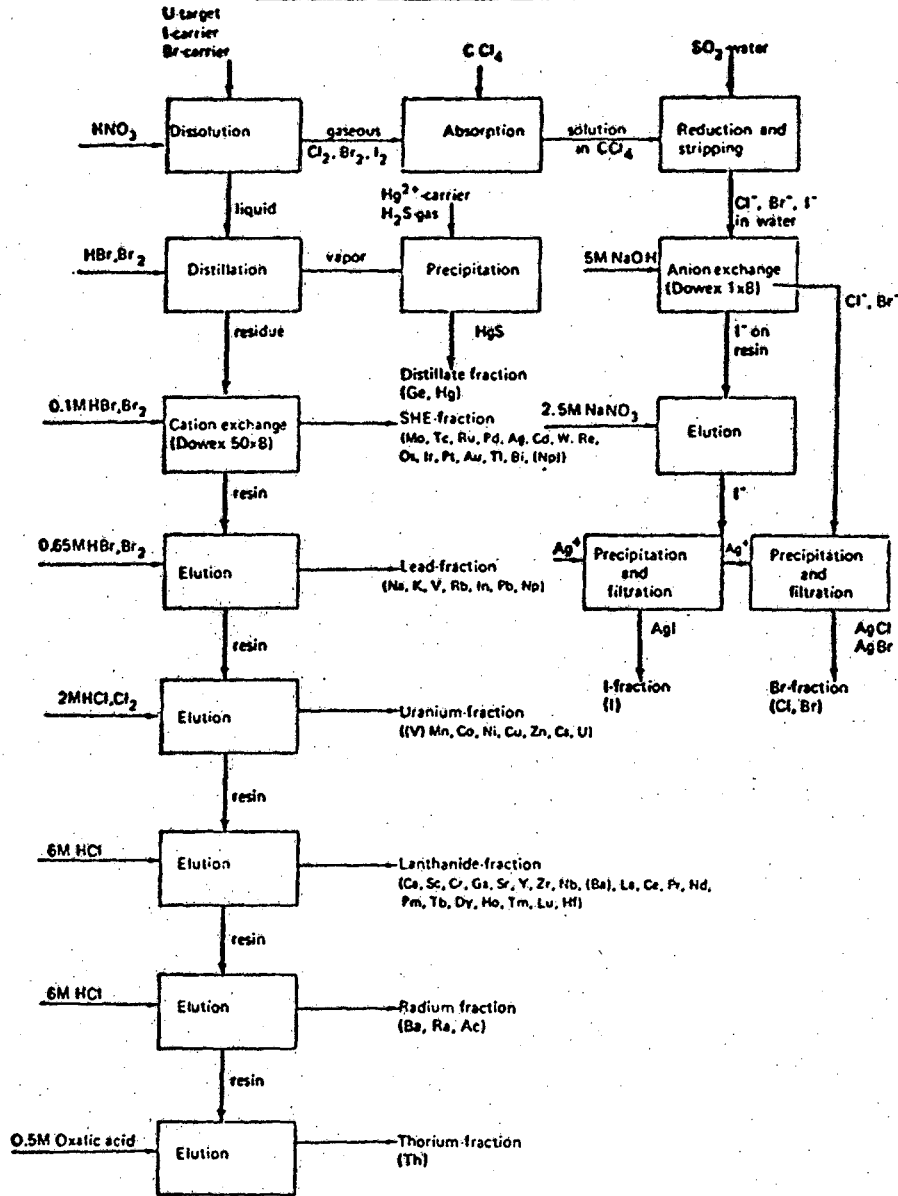 U-target
I-carrier
Br-carrier
CCl₄
SO₂-water
HNO₃
Dissolution
gaseous
Cl₂, Br₂, I₂
Absorption
solution
in CCl₄
Reduction and
stripping
liquid
Hg²⁺-carrier
H₂S-gas
Cl⁻, Br⁻, I⁻
in water
HBr, Br₂
Distillation
vapor
Precipitation
5M NaOH
Anion exchange
(Dowex 1x8)
Cl⁻, Br⁻
residue
HgS
I⁻ on
resin
Distillate fraction
(Ge, Hg)
0.1M HBr, Br₂
Cation exchange
(Dowex 50x8)
SHE-fraction
(Mo, Tc, Ru, Pd, Ag, Cd, W, Re,
Os, Ir, Pt, Au, Tl, Bi, (Np))
2.5M NaNO₃
Elution
resin
I⁻
0.65M HBr, Br₂
Elution
Lead-fraction
(Na, K, V, Rb, In, Pb, Np)
Ag⁺
Precipitation
and
filtration
Ag⁺
Precipitation
and
filtration
resin
AgI
AgCl
AgBr
I-fraction
(I)
Br-fraction
(Cl, Br)
2M HCl, Cl₂
Elution
Uranium-fraction
((V) Mn, Co, Ni, Cu, Zn, Cs, U)
resin
6M HCl
Elution
Lanthanide-fraction
(Ca, Sc, Cr, Ga, Sr, Y, Zr, Nb, (Ba), La, Ce, Pr, Nd,
Pm, Tb, Dy, Ho, Tm, Lu, Hf)
resin
6M HCl
Elution
Radium fraction
(Ba, Ra, Ac)
resin
0.5M Oxalic acid
Elution
Thorium-fraction
(Th)